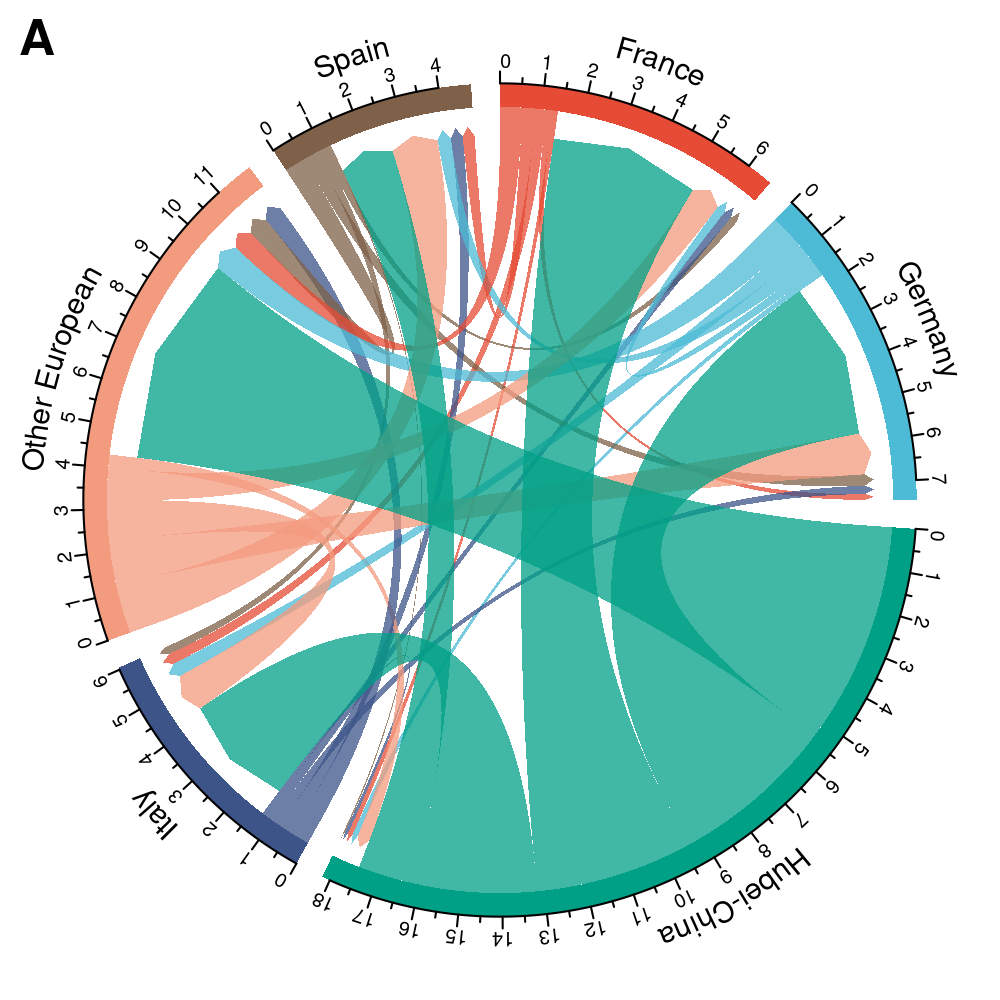 A
Spain
0 1 2 3 4
France
0 1 2 3 4 5 6
Germany
0 1 2 3 4 5 6 7
Hubei-China
0 1 2 3 4 5 6 7 8 9 10 11 12 13 14 15 16 17 18
Italy
0 1 2 3 4 5 6
Other European
0 1 2 3 4 5 6 7 8 9 10 11